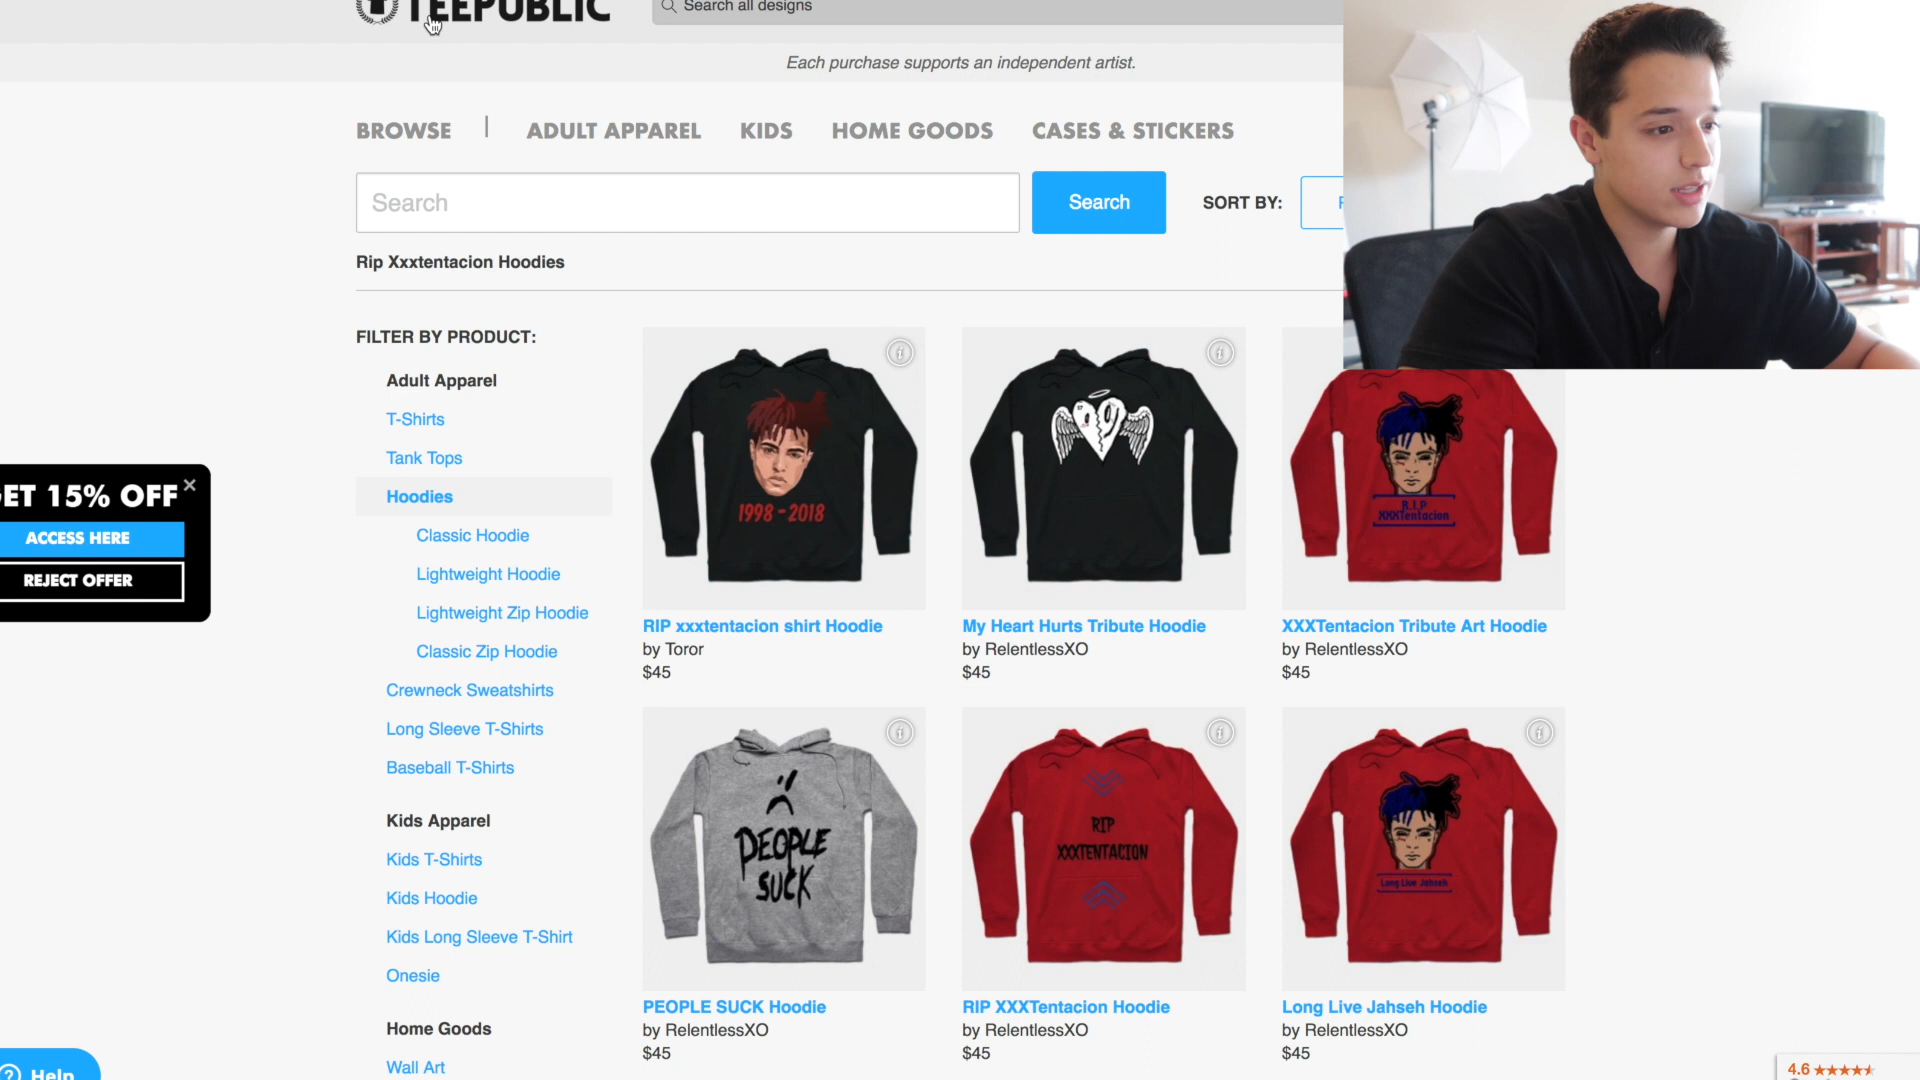 TEEPUBLIC
Search all designs
Each purchase supports an independent artist.
BROWSE | ADULT APPAREL KIDS HOME GOODS CASES & STICKERS
Search
Search
SORT BY:
Rip Xxxtentacion Hoodies
FILTER BY PRODUCT:
Adult Apparel
T-Shirts
Tank Tops
Hoodies
Classic Hoodie
Lightweight Hoodie
Lightweight Zip Hoodie
Classic Zip Hoodie
Crewneck Sweatshirts
Long Sleeve T-Shirts
Baseball T-Shirts
Kids Apparel
Kids T-Shirts
Kids Hoodie
Kids Long Sleeve T-Shirt
Onesie
Home Goods
Wall Art
ET 15% OFF
ACCESS HERE
REJECT OFFER
Help
1998 - 2018
RIP xxxtentacion shirt Hoodie
by Toror
$45
My Heart Hurts Tribute Hoodie
by RelentlessXO
$45
R.I.P
XXXTentacion
XXXTentacion Tribute Art Hoodie
by RelentlessXO
$45
PEOPLE
SUCK
PEOPLE SUCK Hoodie
by RelentlessXO
$45
RIP
XXXTENTACION
RIP XXXTentacion Hoodie
by RelentlessXO
$45
Long Live Jahseh
Long Live Jahseh Hoodie
by RelentlessXO
$45
4.6